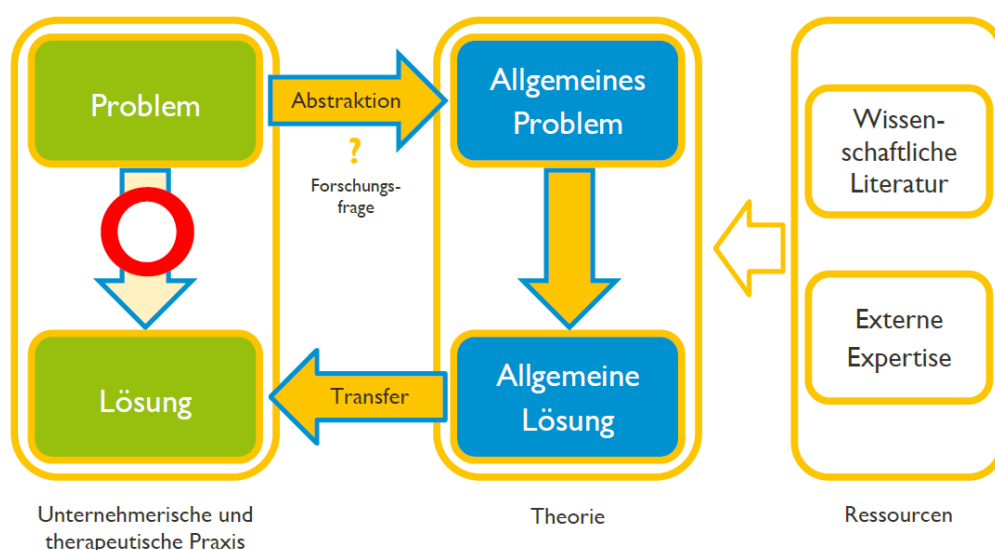 Problem
Abstraktion
?
Forschungs-
frage
Allgemeines
Problem
Wissen-
schaftliche
Literatur
Lösung
Transfer
Allgemeine
Lösung
Externe
Expertise
Unternehmerische und
therapeutische Praxis
Theorie
Ressourcen